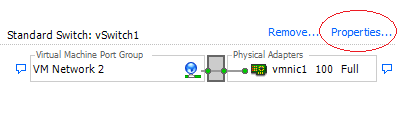 Standard Switch: vSwitch1 Remove... Properties...
Virtual Machine Port Group Physical Adapters
VM Network 2 vmnic1 100 Full